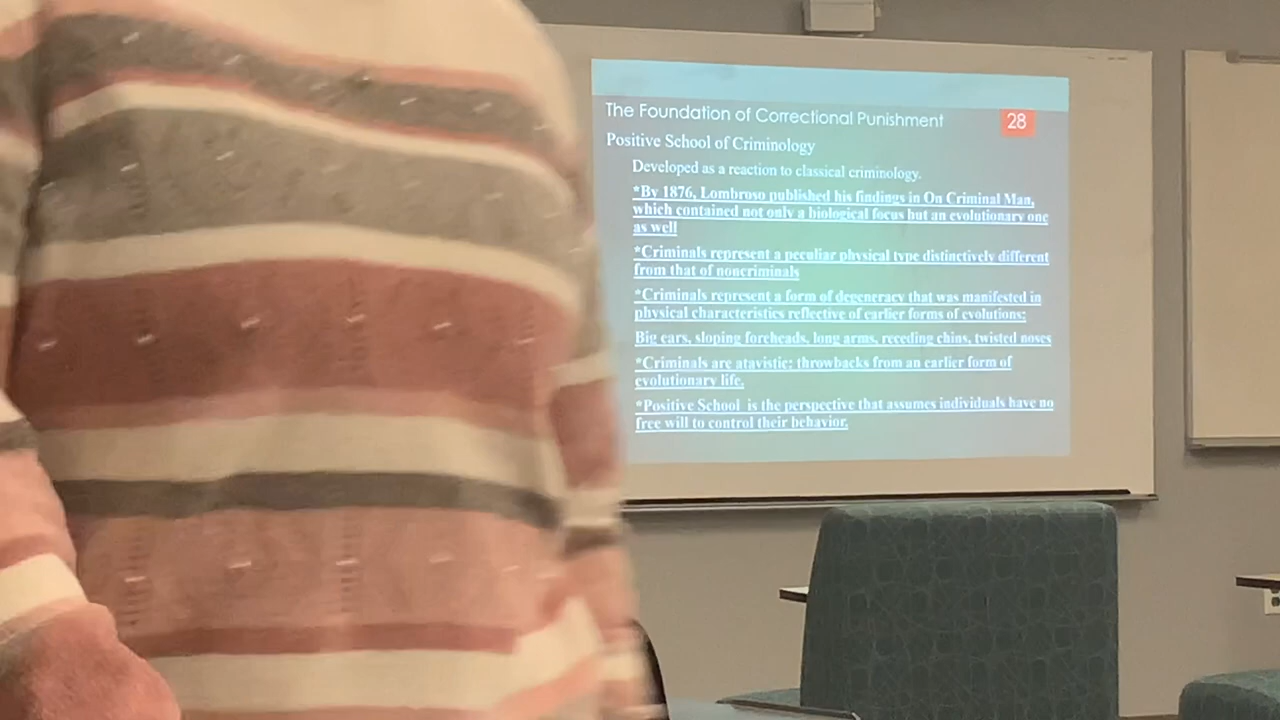 The Foundation of Correctional Punishment
28
Positive School of Criminology
Developed as a reaction to classical criminology.
*By 1876, Lombroso published his findings in On Criminal Man,
which contained not only a biological focus but an evolutionary one
as well
*Criminals represent a peculiar physical type distinctively different
from that of noncriminals
*Criminals represent a form of degeneracy that was manifested in
physical characteristics reflective of earlier forms of evolutions:
Big ears, sloping foreheads, long arms, receding chins, twisted noses
*Criminals are atavistic: throwbacks from an earlier form of
evolutionary life.
*Positive School is the perspective that assumes individuals have no
free will to control their behavior.